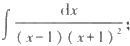 ∫ dx / ( x − 1 ) ( x + 1 )² ;